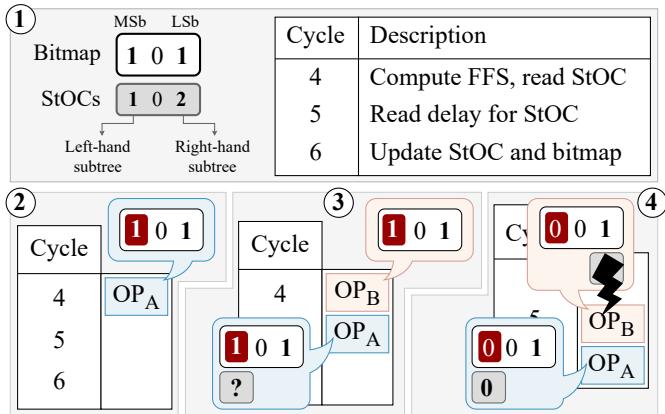 1
MSb LSb
Bitmap 1 0 1
StOCs 1 0 2
Left-hand subtree
Right-hand subtree
Cycle Description
4 Compute FFS, read StOC
5 Read delay for StOC
6 Update StOC and bitmap
2
1 0 1
Cycle
4 OPA
5
6
3
1 0 1
Cycle
4 OPB
OPA
1 0 1
?
4
0 0 1
Cy
5 OPB
0 0 1
OPA
0